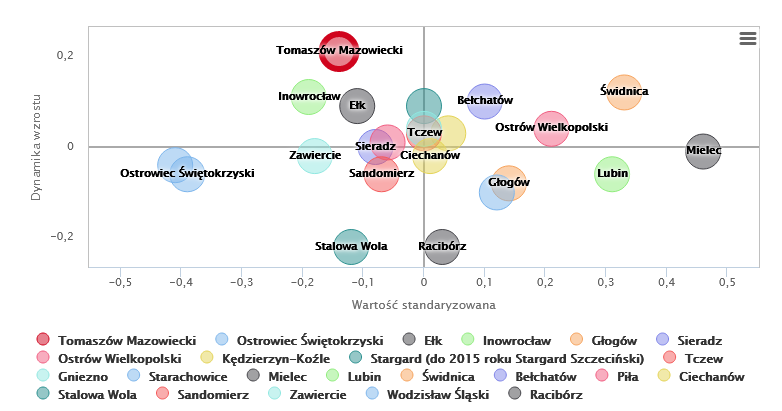 Tomaszów Mazowiecki
0,2
Świdnica
Inowrocław
Ełk
Bełchatów
Tczew
Ostrów Wielkopolski
0
Sieradz
Mielec
Zawiercie
Ciechanów
Ostrowiec Świętokrzyski
Sandomierz
Lubin
Głogów
-0,2
Stalowa Wola
Racibórz
Dynamika wzrostu
-0,5 -0,4 -0,3 -0,2 -0,1 0 0,1 0,2 0,3 0,4 0,5
Wartość standaryzowana
Tomaszów Mazowiecki Ostrowiec Świętokrzyski Ełk Inowrocław Głogów Sieradz
Ostrów Wielkopolski Kędzierzyn-Koźle Stargard (do 2015 roku Stargard Szczeciński) Tczew
Gniezno Starachowice Mielec Lubin Świdnica Bełchatów Piła Ciechanów
Stalowa Wola Sandomierz Zawiercie Wodzisław Śląski Racibórz